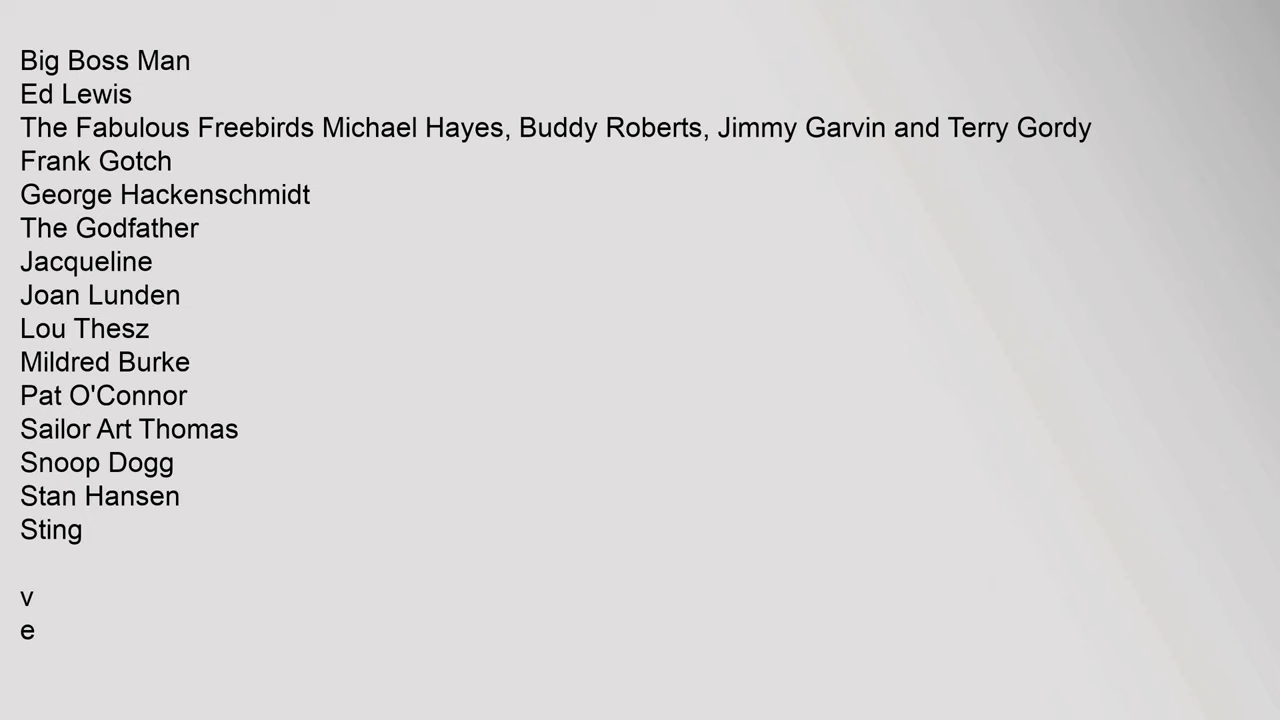 Big Boss Man
Ed Lewis
The Fabulous Freebirds Michael Hayes, Buddy Roberts, Jimmy Garvin and Terry Gordy
Frank Gotch
George Hackenschmidt
The Godfather
Jacqueline
Joan Lunden
Lou Thesz
Mildred Burke
Pat O'Connor
Sailor Art Thomas
Snoop Dogg
Stan Hansen
Sting
v
e